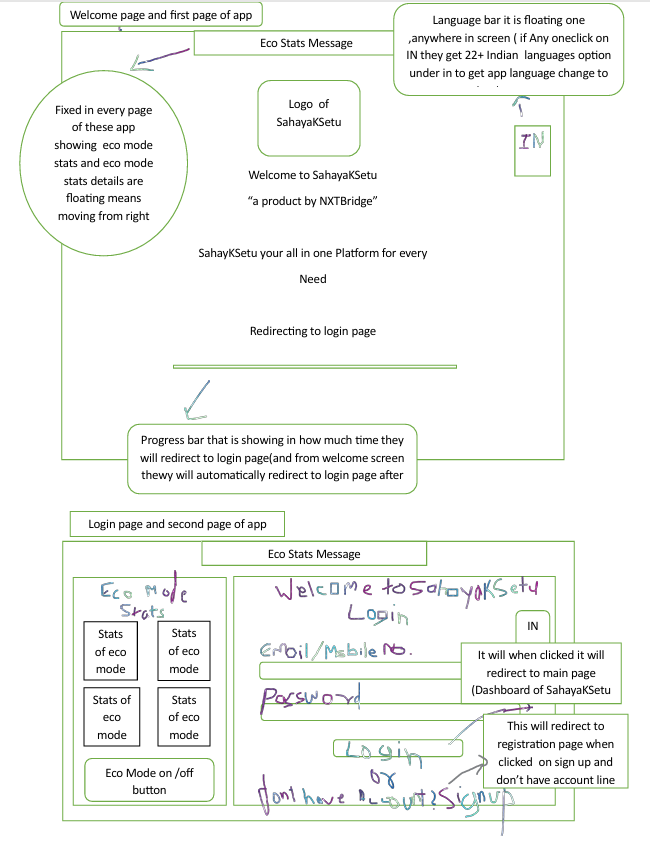 Welcome page and first page of app
Eco Stats Message
Language bar it is floating one
,anywhere in screen ( if Any oneclick on
IN they get 22+ Indian languages option
under in to get app language change to
IN
Fixed in every page
of these app
showing eco mode
stats and eco mode
stats details are
floating means
moving from right
Logo of
SahayaKSetu
Welcome to SahayaKSetu
“a product by NXTBridge”
SahayKSetu your all in one Platform for every
Need
Redirecting to login page
Progress bar that is showing in how much time they
will redirect to login page(and from welcome screen
thewy will automatically redirect to login page after
Login page and second page of app
Eco Stats Message
Eco Mode
Stats
Stats
of eco
mode
Stats
of eco
mode
Stats of
eco
mode
Stats
of eco
mode
Eco Mode on /off
button
Welcome to SahayaKSetu
Login
IN
Email/Mobile No.
It will when clicked it will
redirect to main page
(Dashboard of SahayaKSetu
Password
This will redirect to
registration page when
clicked on sign up and
don’t have account line
Login
or
don't have Account? Signup